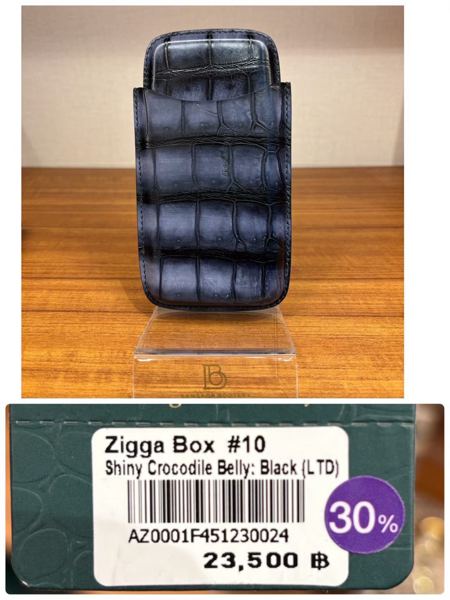 B
Zigga Box #10
Shiny Crocodile Belly: Black (LTD)
AZ0001F451230024
30%
23,500 ฿